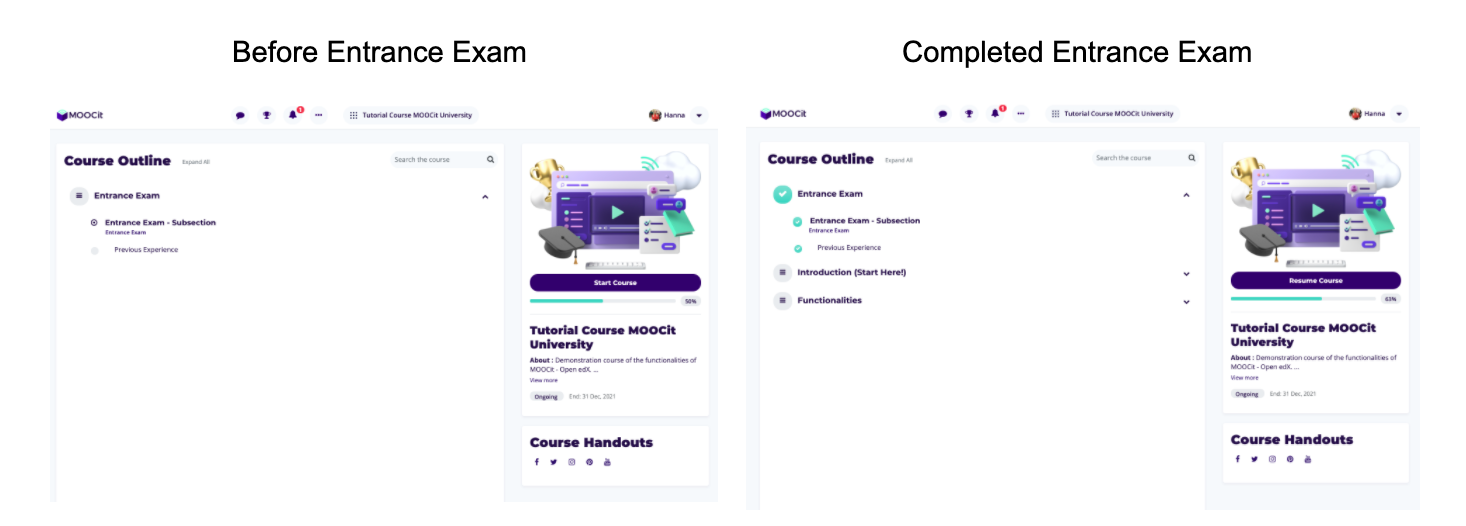 Before Entrance Exam
MOOCit
1
Tutorial Course MOOCit University
Hanna
Course Outline
Expand All
Search the course
Entrance Exam
Entrance Exam - Subsection
Entrance Exam
Previous Experience
Start Course
50%
Tutorial Course MOOCit
University
About : Demonstration course of the functionalities of
MOOCit - Open edX. ...
View more
Ongoing
End: 31 Dec, 2021
Course Handouts
Completed Entrance Exam
MOOCit
1
Tutorial Course MOOCit University
Hanna
Course Outline
Expand All
Search the course
Entrance Exam
Entrance Exam - Subsection
Entrance Exam
Previous Experience
Introduction (Start Here!)
Functionalities
Resume Course
63%
Tutorial Course MOOCit
University
About : Demonstration course of the functionalities of
MOOCit - Open edX. ...
View more
Ongoing
End: 31 Dec, 2021
Course Handouts